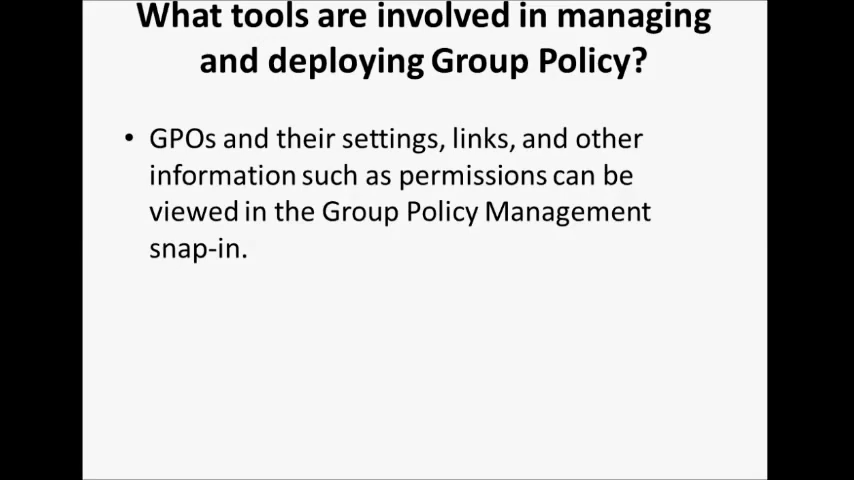 What tools are involved in managing
and deploying Group Policy?
• GPOs and their settings, links, and other
information such as permissions can be
viewed in the Group Policy Management
snap-in.